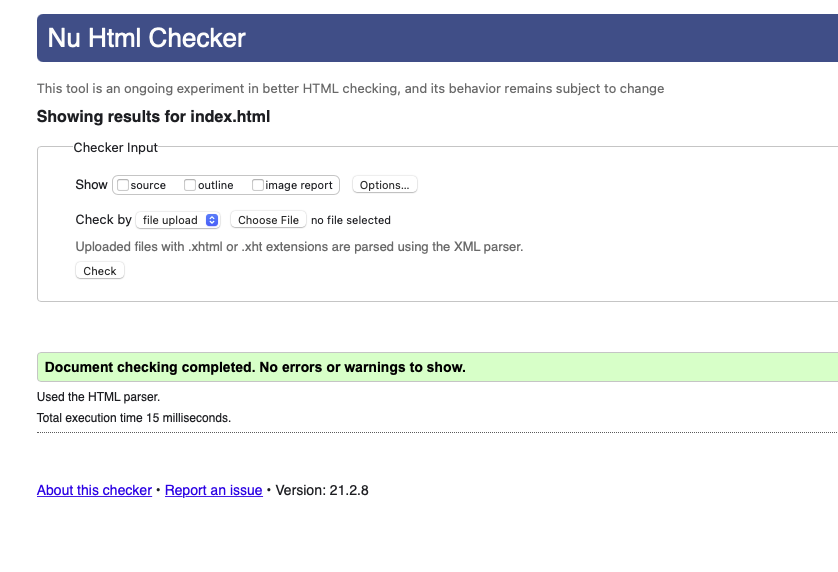 Nu Html Checker
This tool is an ongoing experiment in better HTML checking, and its behavior remains subject to change
Showing results for index.html
Checker Input
Show source outline image report Options...
Check by file upload Choose File no file selected
Uploaded files with .xhtml or .xht extensions are parsed using the XML parser.
Check
Document checking completed. No errors or warnings to show.
Used the HTML parser.
Total execution time 15 milliseconds.
About this checker • Report an issue • Version: 21.2.8